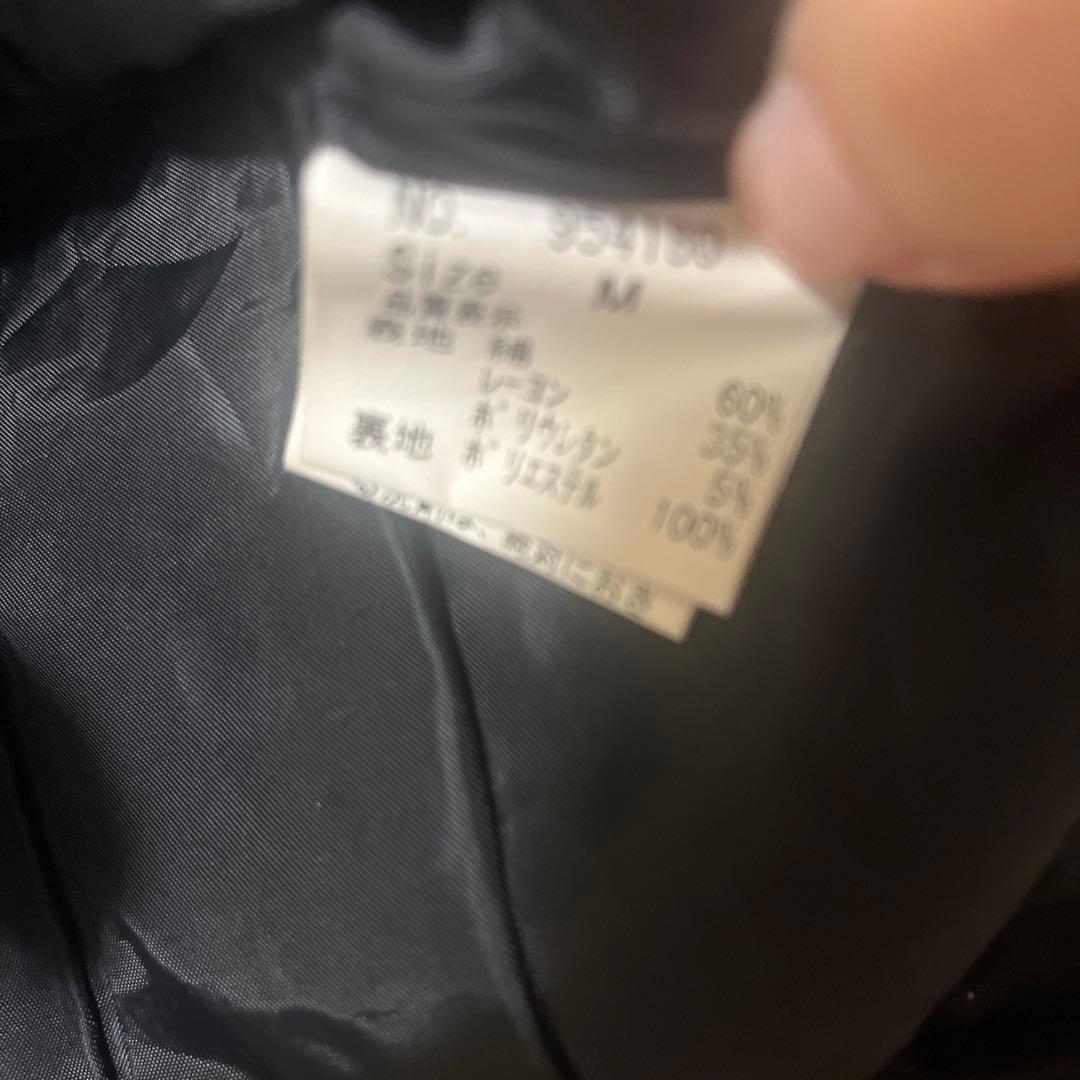 NO. 954180
Size M
品質表示
表地 綿 60%
レーヨン 35%
ポリウレタン 5%
裏地 ポリエステル 100%